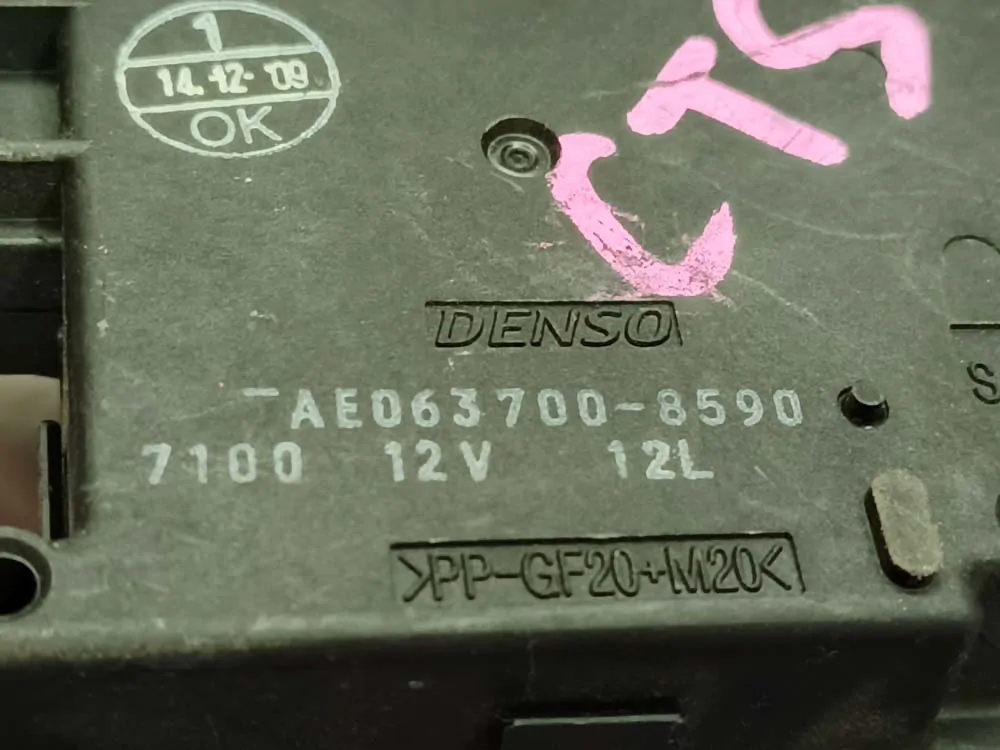 1
14.12-'09
OK
CTS
DENSO
AE063700-8590
7100 12V 12L
>PP-GF20+M20<
S